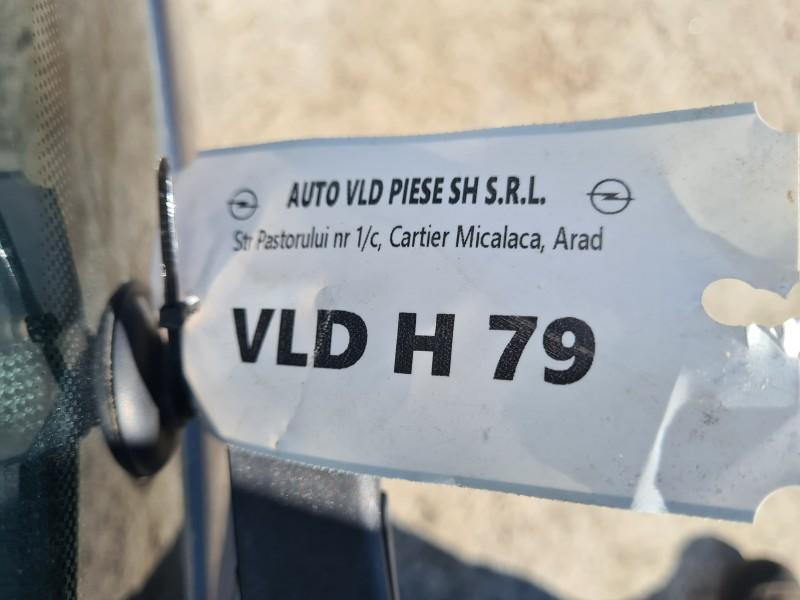 AUTO VLD PIESE SH S.R.L.
Str Pastorului nr 1/c, Cartier Micalaca, Arad
VLD H 79